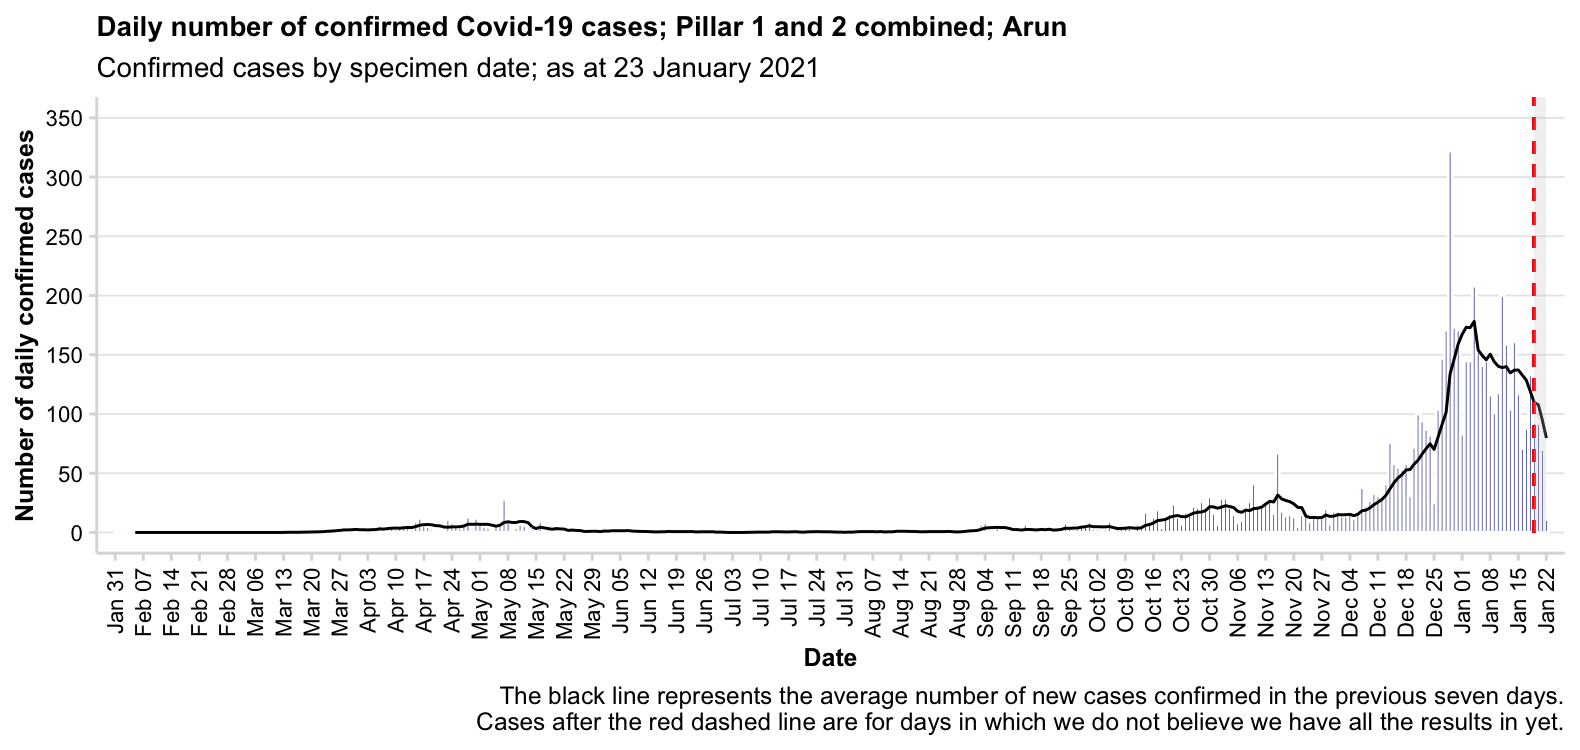 Daily number of confirmed Covid-19 cases; Pillar 1 and 2 combined; Arun
Confirmed cases by specimen date; as at 23 January 2021
Number of daily confirmed cases
350
300
250
200
150
100
50
0
Jan 31
Feb 07
Feb 14
Feb 21
Feb 28
Mar 06
Mar 13
Mar 20
Mar 27
Apr 03
Apr 10
Apr 17
Apr 24
May 01
May 08
May 15
May 22
May 29
Jun 05
Jun 12
Jun 19
Jun 26
Jul 03
Jul 10
Jul 17
Jul 24
Jul 31
Aug 07
Aug 14
Aug 21
Aug 28
Sep 04
Sep 11
Sep 18
Sep 25
Oct 02
Oct 09
Oct 16
Oct 23
Oct 30
Nov 06
Nov 13
Nov 20
Nov 27
Dec 04
Dec 11
Dec 18
Dec 25
Jan 01
Jan 08
Jan 15
Jan 22
Date
The black line represents the average number of new cases confirmed in the previous seven days.
Cases after the red dashed line are for days in which we do not believe we have all the results in yet.